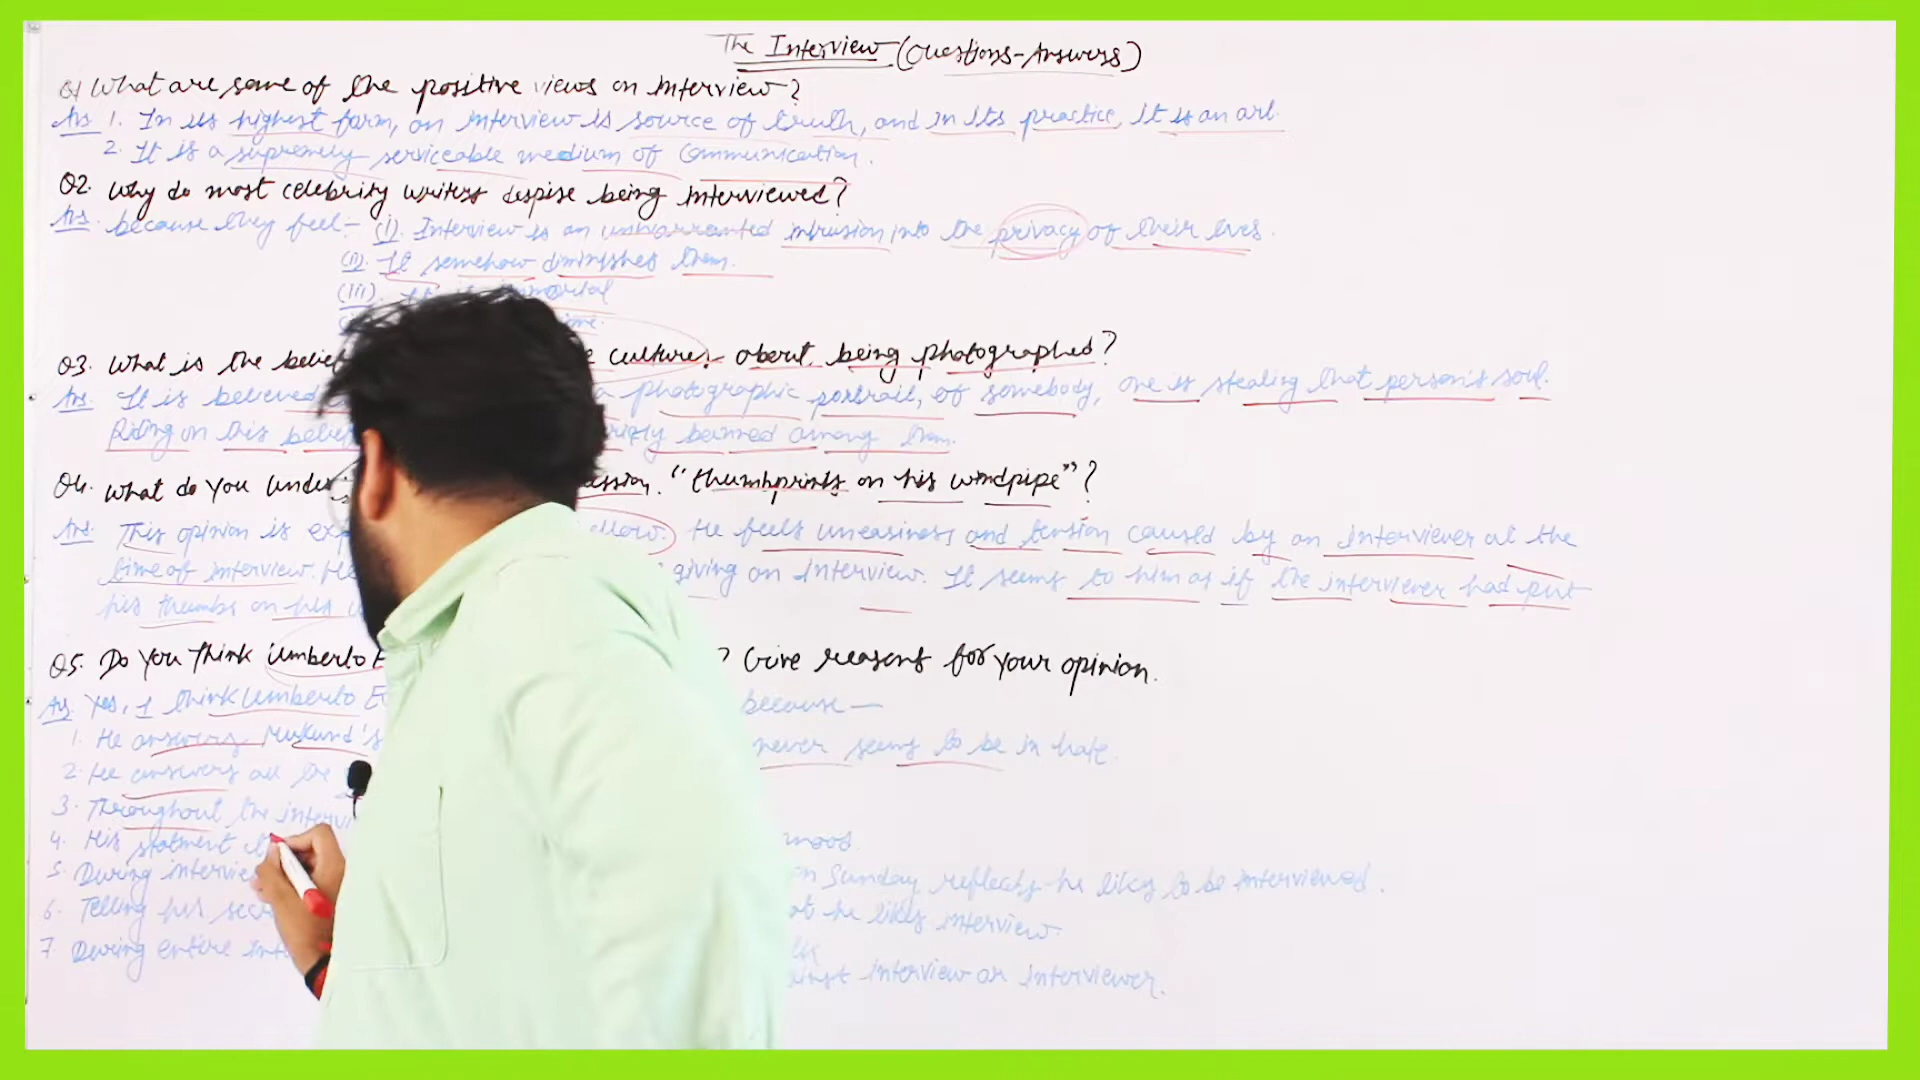 The Interview (Questions-Answers)
Q1 What are some of the positive views on Interview?
Ans 1. In its highest form, an interview is source of truth, and in its practice, It is an art.
2. It is a supremely serviceable medium of communication.
Q2. Why do most celebrity writers despise being interviewed?
Ans. because they feel- (i). Interview is an unwarranted intrusion into the privacy of their lives.
(ii). It somehow diminishes them.
(iii).
Q3. What is the belief culture, about being photographed?
Ans. It is believed a photographic portrait, of somebody, one is stealing that person's soul.
Riding on this belief banned among them.
Q4. What do you "thumbprints on his windpipe"?
Ans. This opinion is He feels uneasiness and tension caused by an interviewer at the
time of interview. He giving an interview. It seems to him as if the interviewer had put
his thumbs on his
Q5. Do you think Umberto ? Give reasons for your opinion.
Ans. Yes, I think Umberto because—
1. He answers Mukund's never seems to be in hate.
2. He answers all the
3. Throughout the
4. His statment mood.
5. During on Sunday reflects he likes to be interviewed.
6. Telling his he likes interview.
7. During entire
interview or interviewer.